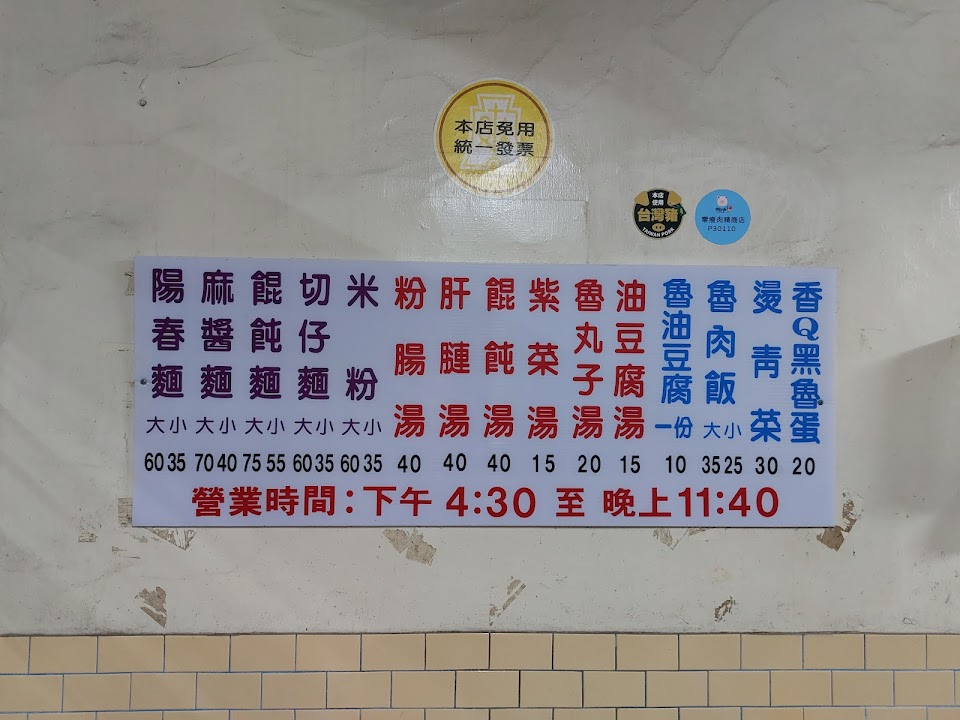 本店免用
統一發票
本店
使用
台灣豬
TAIWAN PORK
P30110
陽春麵 大小 60 35
麻醬麵 大小 70 40
餛飩麵 大小 75 55
切仔麵 大小 60 35
米粉 大小 60 35
粉腸湯 40
肝腱湯 40
餛飩湯 40
紫菜湯 15
魯丸子湯 20
油豆腐湯 15
魯油豆腐 一份 10
魯肉飯 大小 35 25
燙青菜 30
香Q黑魯蛋 20
營業時間:下午 4:30 至 晚上 11:40